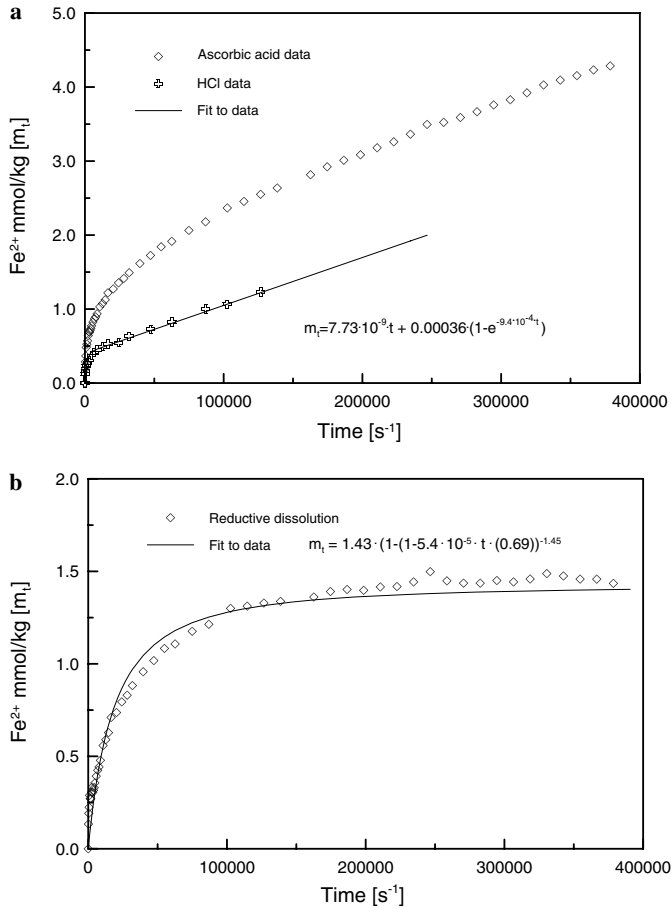 a
5.0
4.0
3.0
2.0
1.0
0.0
Fe²⁺ mmol/kg [mₜ]
Ascorbic acid data
HCl data
Fit to data
mₜ=7.73·10⁻⁹·t + 0.00036·(1-e⁻⁹·⁴*¹⁰⁻⁴·ᵗ)
0 100000 200000 300000 400000
Time [s⁻¹]
b
2.0
1.5
1.0
0.5
0.0
Fe²⁺ mmol/kg [mₜ]
Reductive dissolution
Fit to data mₜ = 1.43·(1-(1-5.4·10⁻⁵· t·(0.69))⁻¹·⁴⁵
0 100000 200000 300000 400000
Time [s⁻¹]